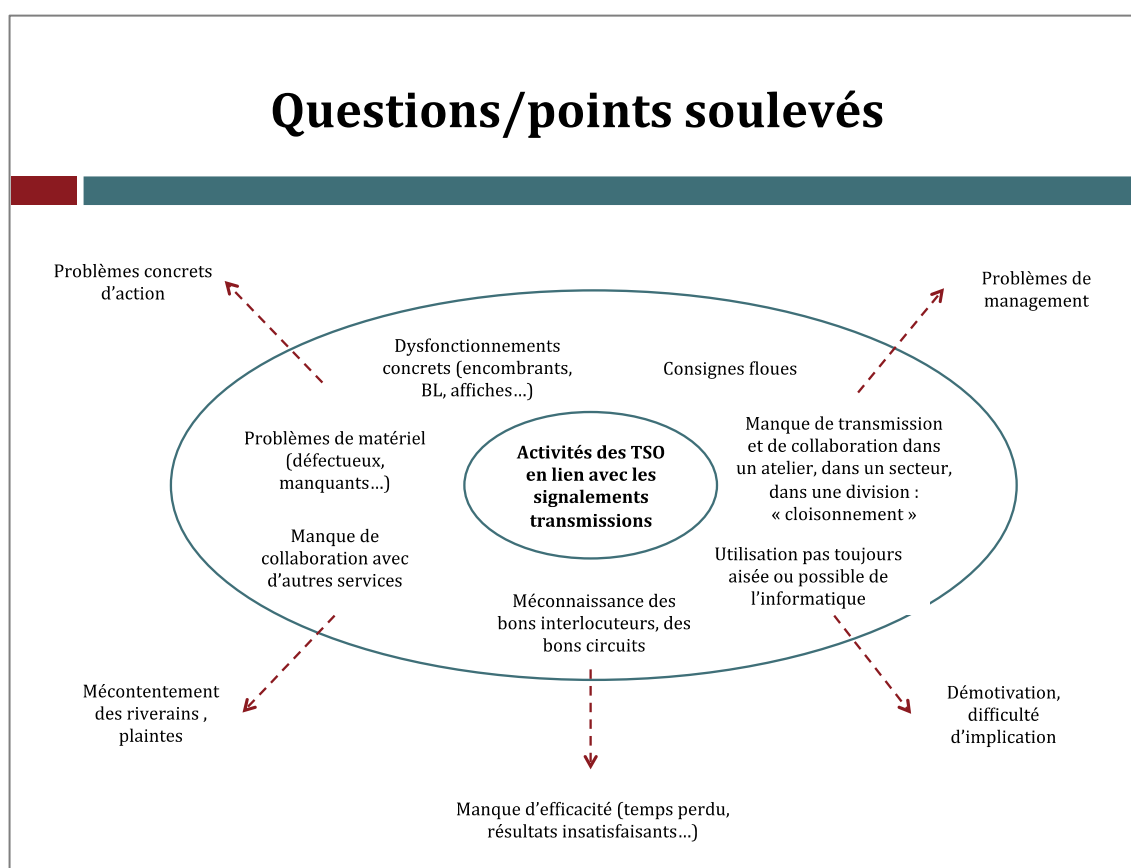 Questions/points soulevés
Problèmes concrets
d’action
Problèmes de
management
Dysfonctionnements
concrets (encombrants,
BL, affiches…)
Consignes floues
Problèmes de matériel
(défectueux,
manquants…)
Activités des TSO
en lien avec les
signalements
transmissions
Manque de transmission
et de collaboration dans
un atelier, dans un secteur,
dans une division :
« cloisonnement »
Manque de
collaboration avec
d’autres services
Utilisation pas toujours
aisée ou possible de
l’informatique
Méconnaissance des
bons interlocuteurs, des
bons circuits
Mécontentement
des riverains ,
plaintes
Démotivation,
difficulté
d’implication
Manque d’efficacité (temps perdu,
résultats insatisfaisants…)